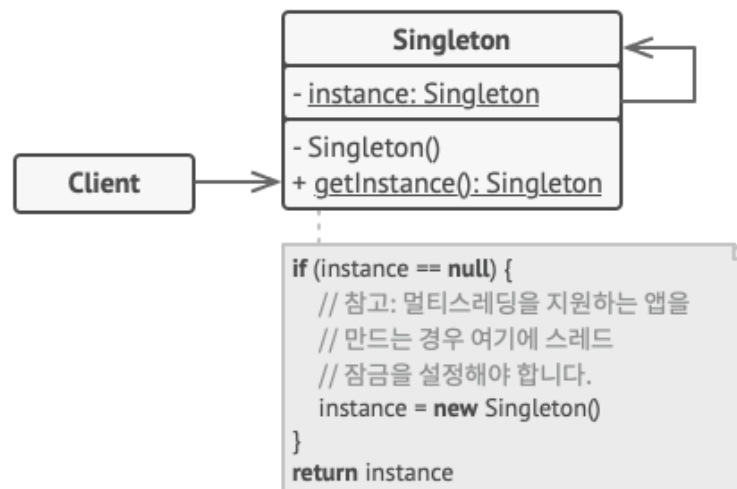 Singleton
- instance: Singleton
- Singleton()
+ getInstance(): Singleton
Client
if (instance == null) {
// 참고: 멀티스레딩을 지원하는 앱을
// 만드는 경우 여기에 스레드
// 잠금을 설정해야 합니다.
instance = new Singleton()
}
return instance